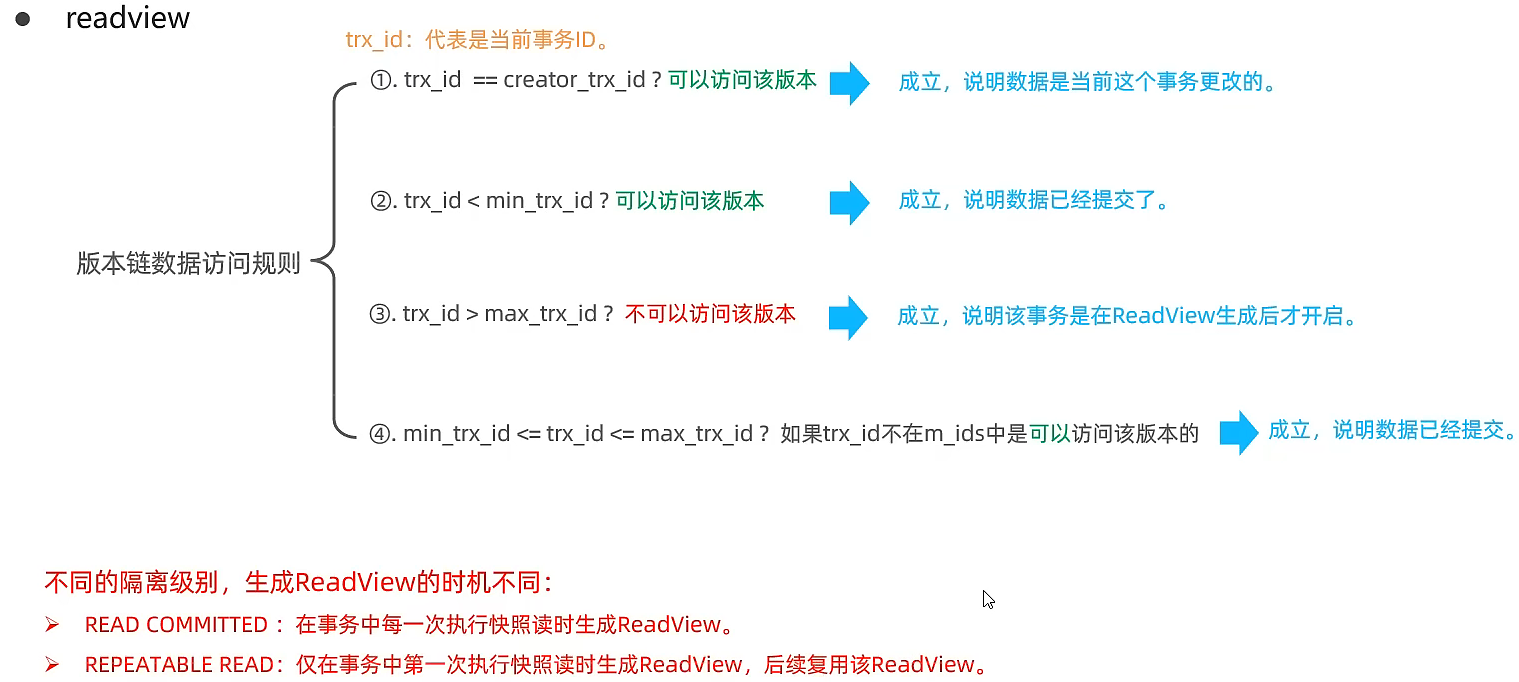 ● readview
trx_id：代表是当前事务ID。
①. trx_id == creator_trx_id ? 可以访问该版本
成立，说明数据是当前这个事务更改的。
②. trx_id < min_trx_id ? 可以访问该版本
成立，说明数据已经提交了。
版本链数据访问规则
③. trx_id > max_trx_id ? 不可以访问该版本
成立，说明该事务是在ReadView生成后才开启。
④. min_trx_id <= trx_id <= max_trx_id ? 如果trx_id不在m_ids中是可以访问该版本的
成立，说明数据已经提交。
不同的隔离级别，生成ReadView的时机不同：
➢ READ COMMITTED ：在事务中每一次执行快照读时生成ReadView。
➢ REPEATABLE READ：仅在事务中第一次执行快照读时生成ReadView，后续复用该ReadView。